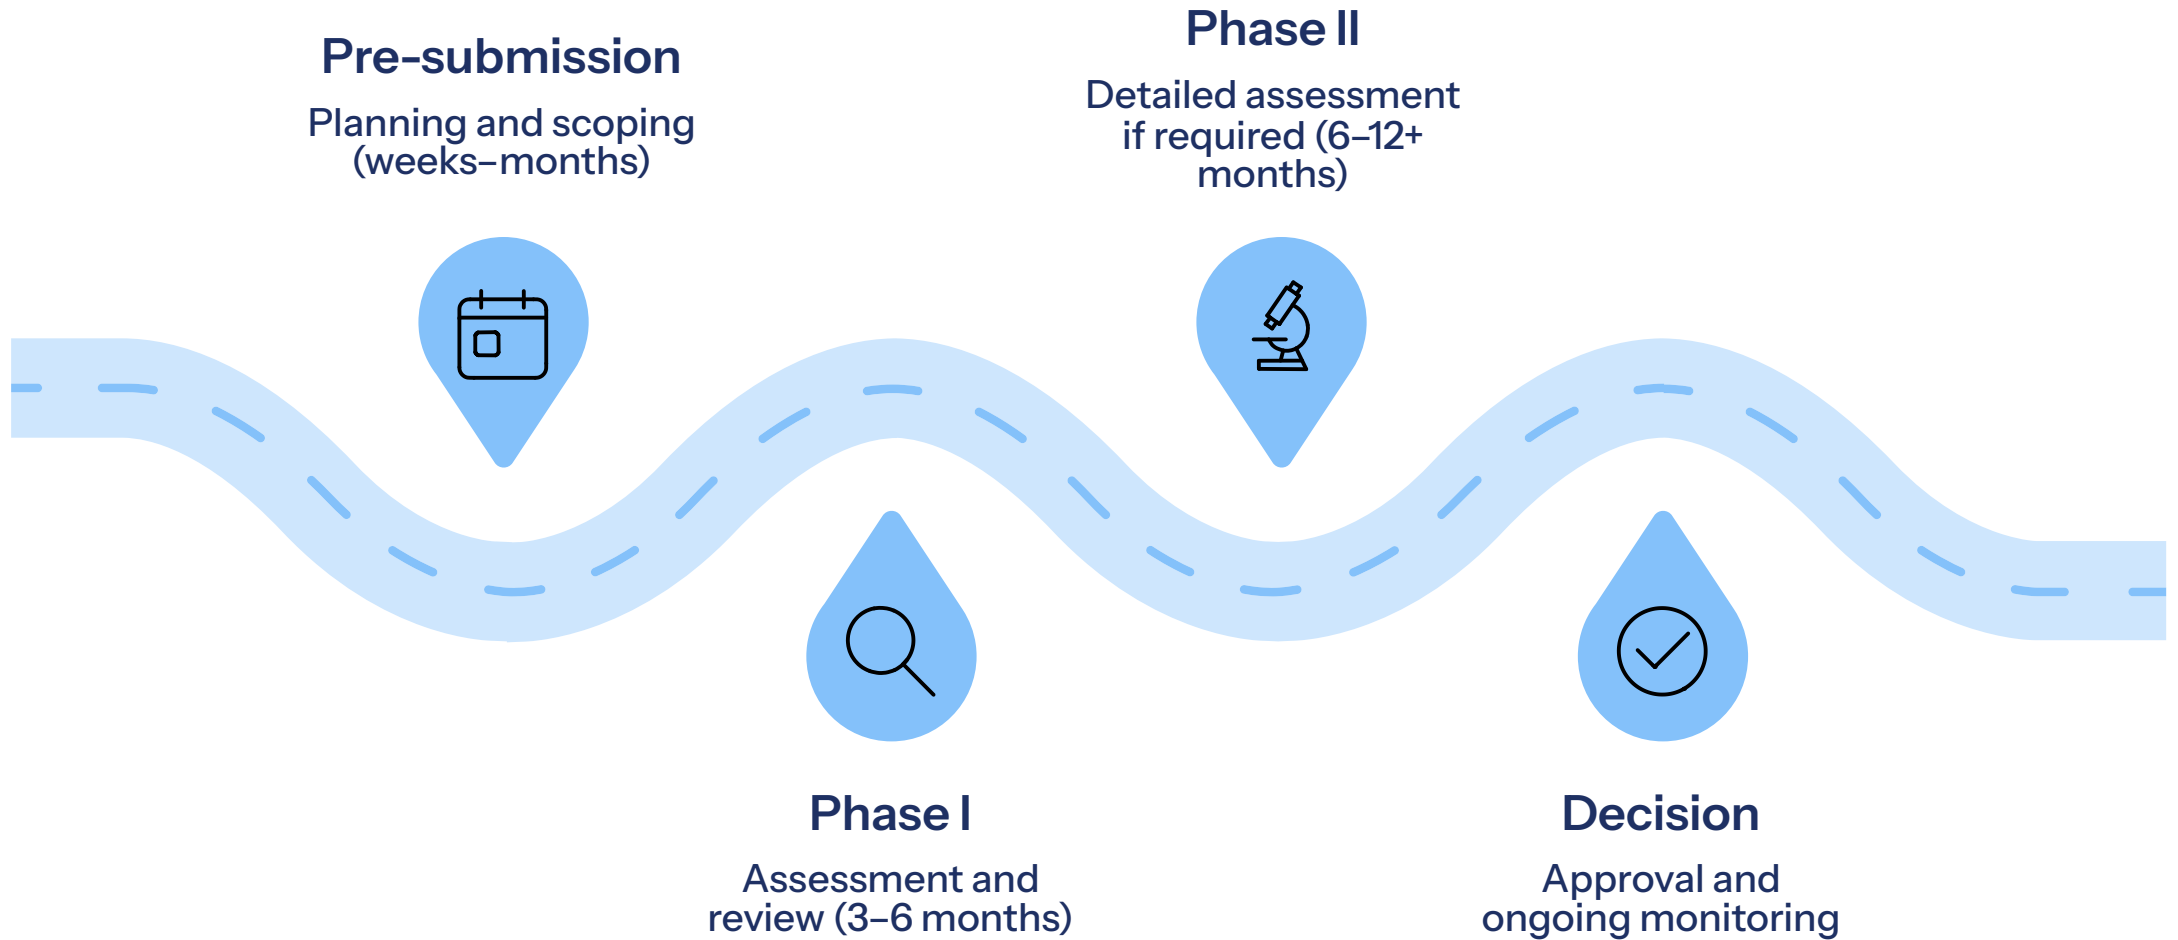 Pre-submission
Planning and scoping
(weeks–months)
Phase I
Assessment and
review (3–6 months)
Phase II
Detailed assessment
if required (6–12+
months)
Decision
Approval and
ongoing monitoring